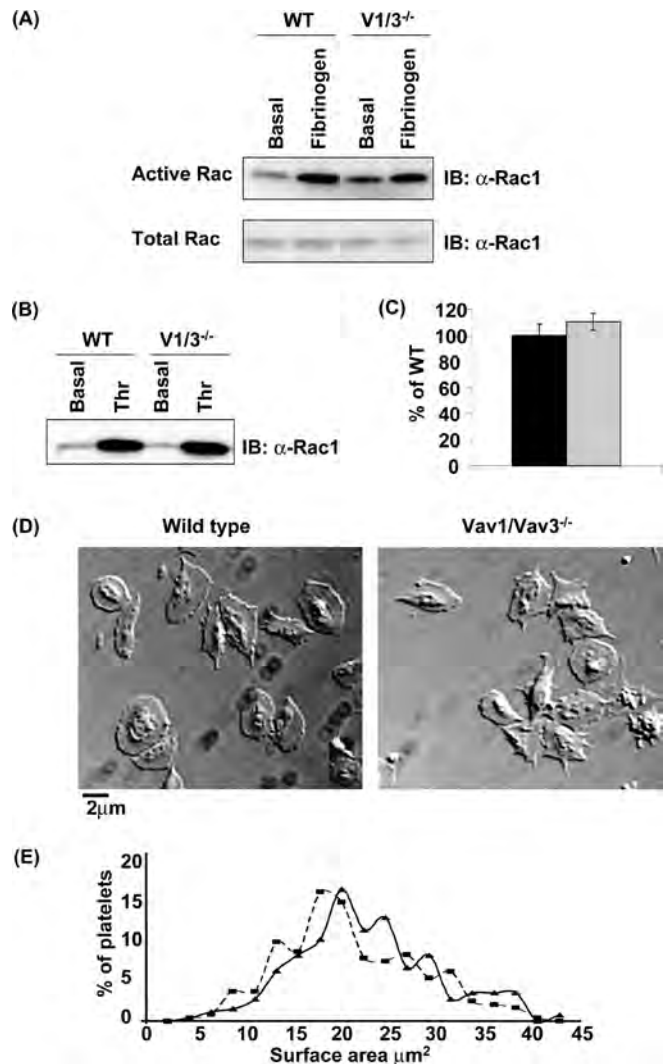 (A)
WT V1/3-/-
Basal Fibrinogen Basal Fibrinogen
Active Rac IB: α-Rac1
Total Rac IB: α-Rac1
(B)
WT V1/3-/-
Basal Thr Basal Thr
IB: α-Rac1
(C)
% of WT
120
100
80
60
40
20
0
(D)
Wild type Vav1/Vav3-/-
2μm
(E)
% of platelets
20
15
10
5
0
0 5 10 15 20 25 30 35 40 45
Surface area μm²